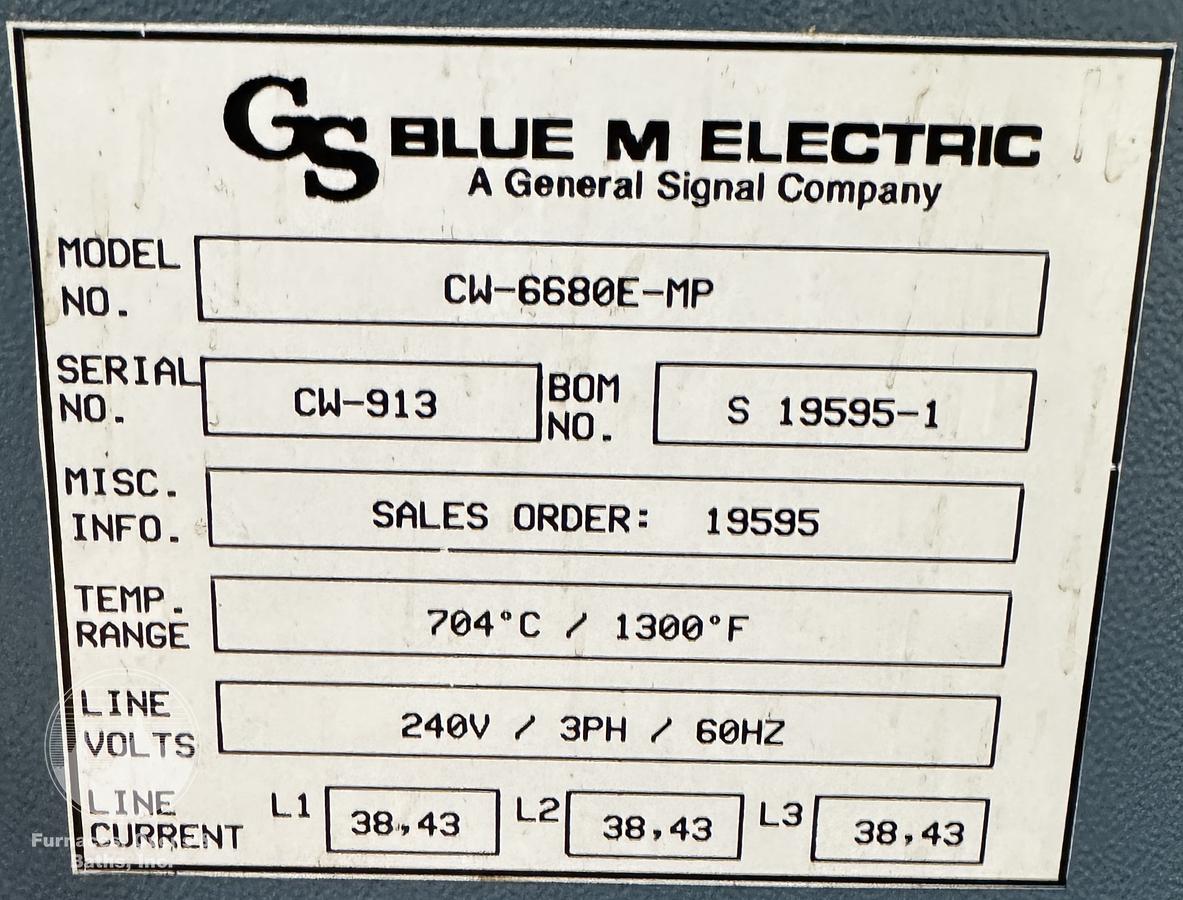 GS BLUE M ELECTRIC
A General Signal Company
MODEL NO. CW-6680E-MP
SERIAL NO. CW-913 BOM NO. S 19595-1
MISC. INFO. SALES ORDER: 19595
TEMP. RANGE 704°C / 1300°F
LINE VOLTS 240V / 3PH / 60HZ
LINE CURRENT L1 38,43 L2 38,43 L3 38,43
Baths, Inc.